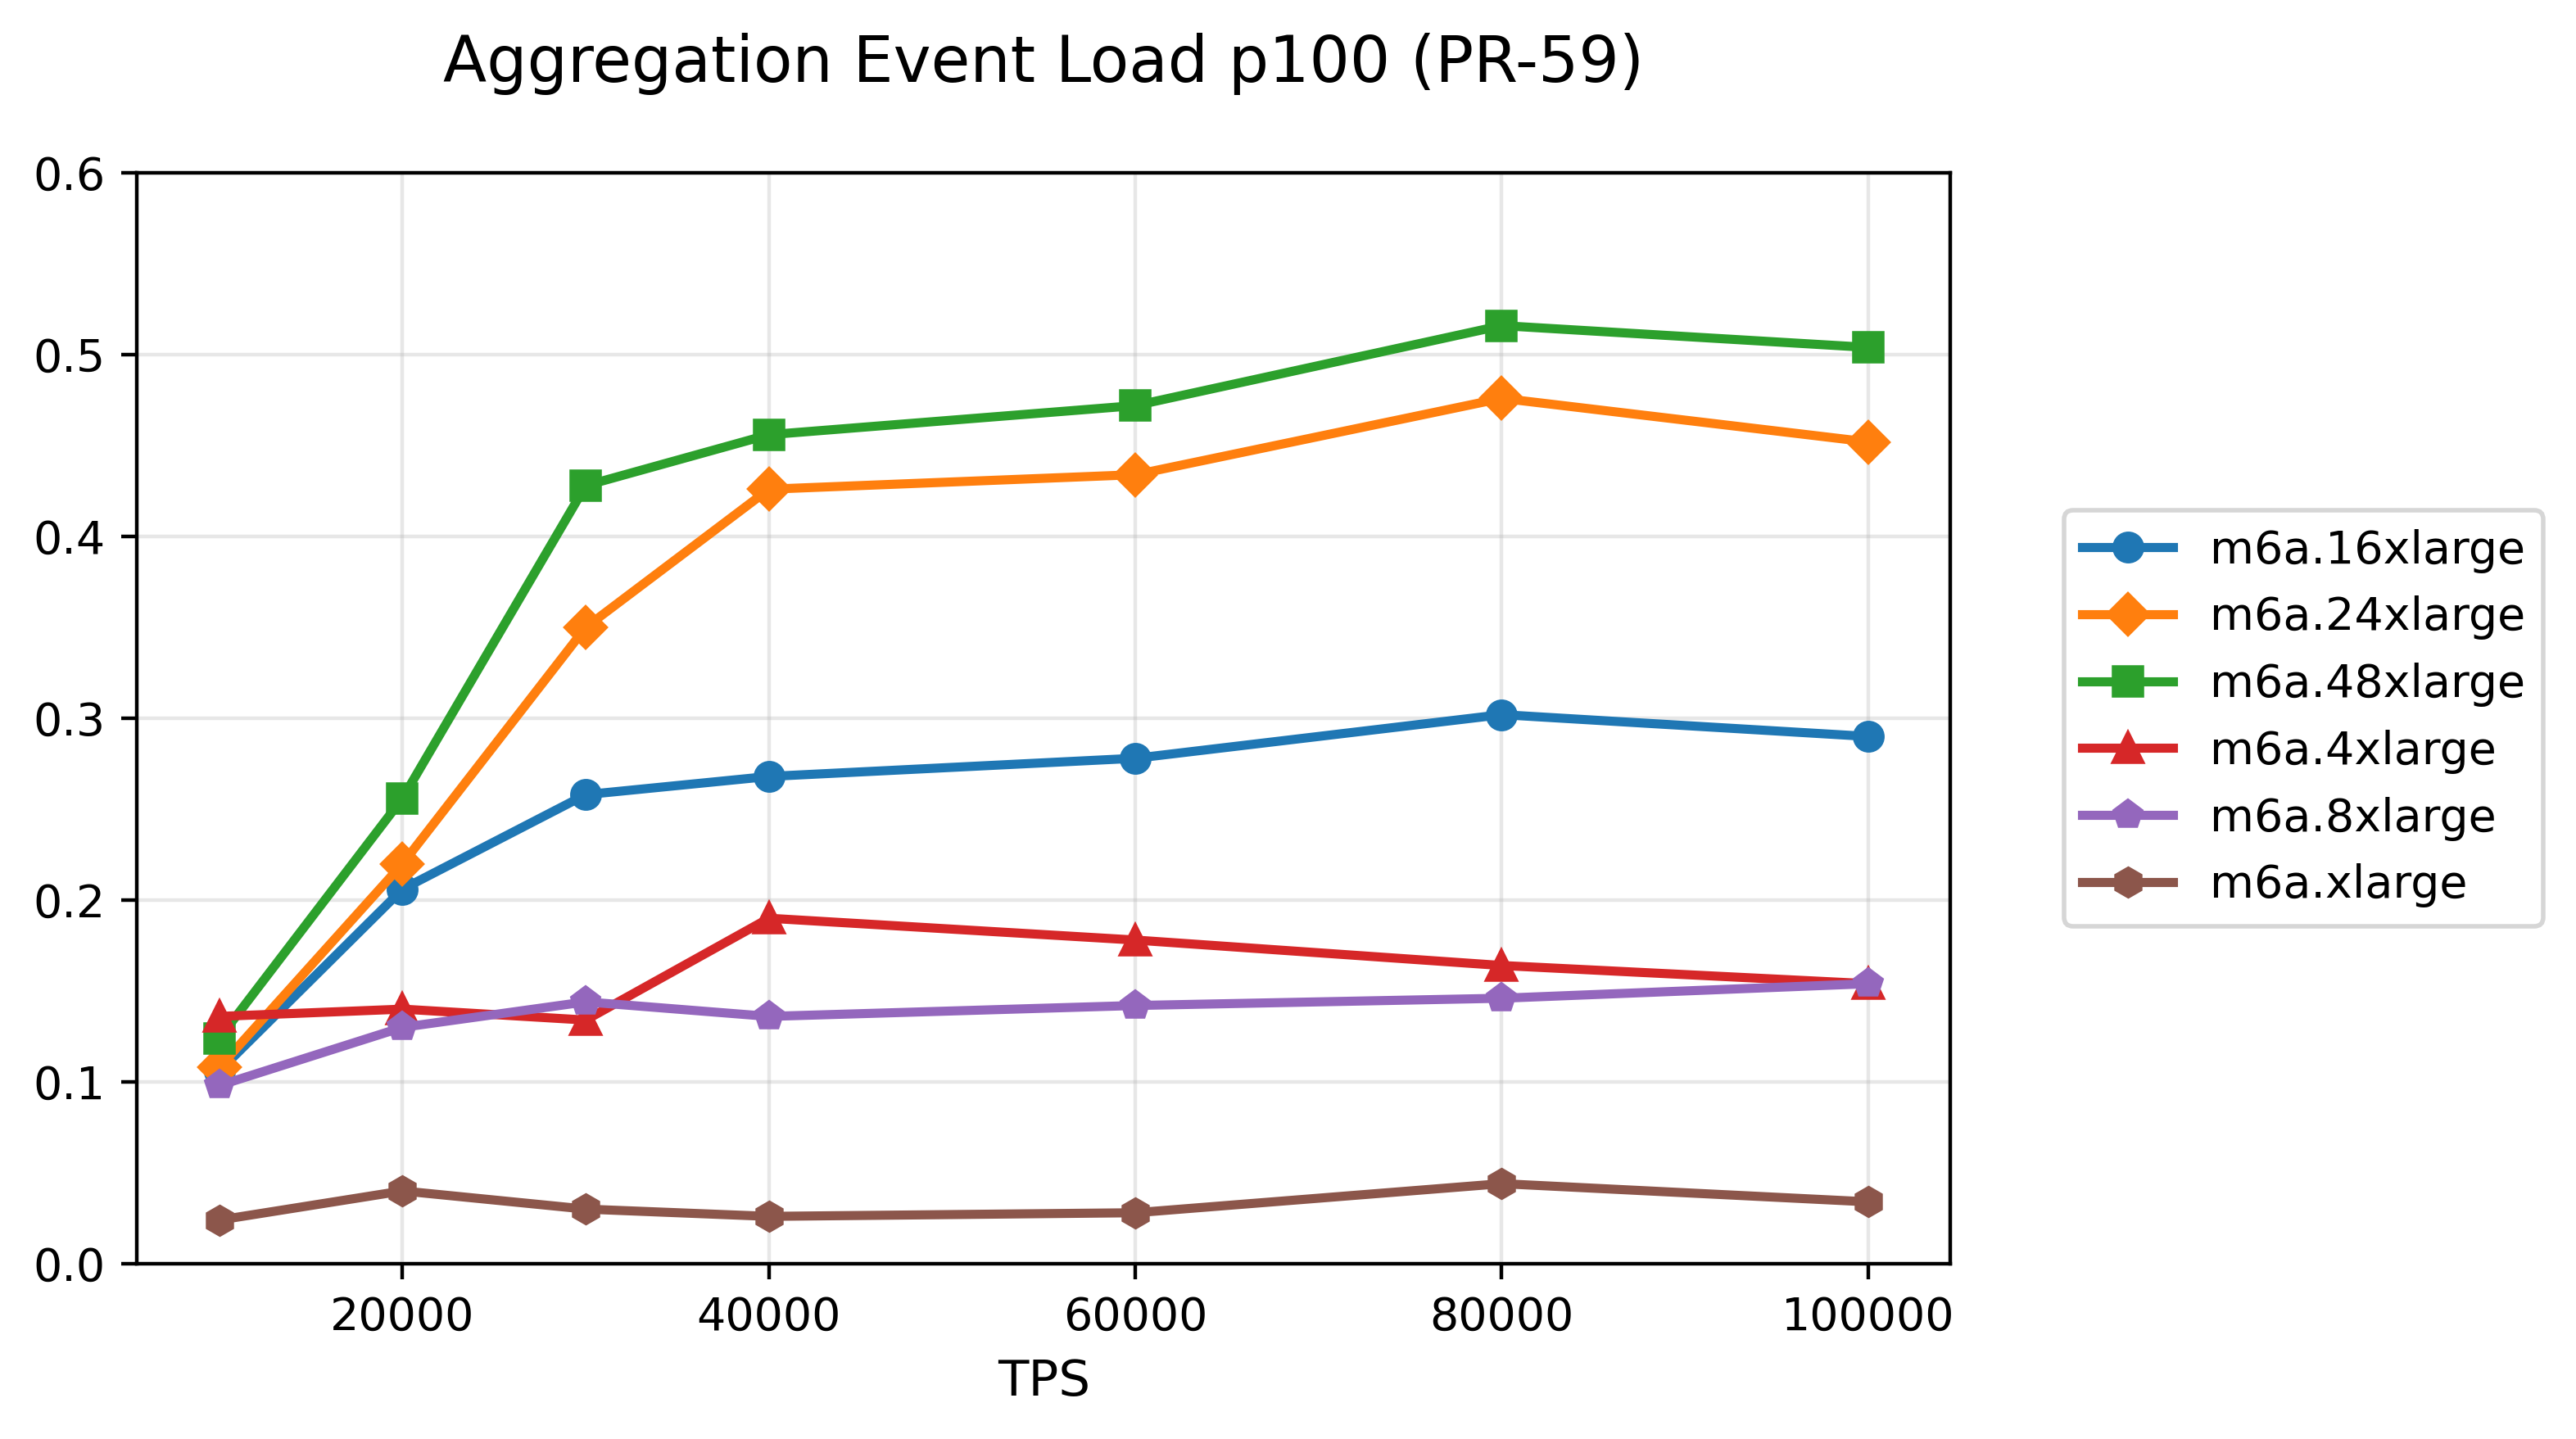 Aggregation Event Load p100 (PR-59)
0.6
0.5
0.4
0.3
0.2
0.1
0.0
20000 40000 60000 80000 100000
TPS
m6a.16xlarge
m6a.24xlarge
m6a.48xlarge
m6a.4xlarge
m6a.8xlarge
m6a.xlarge